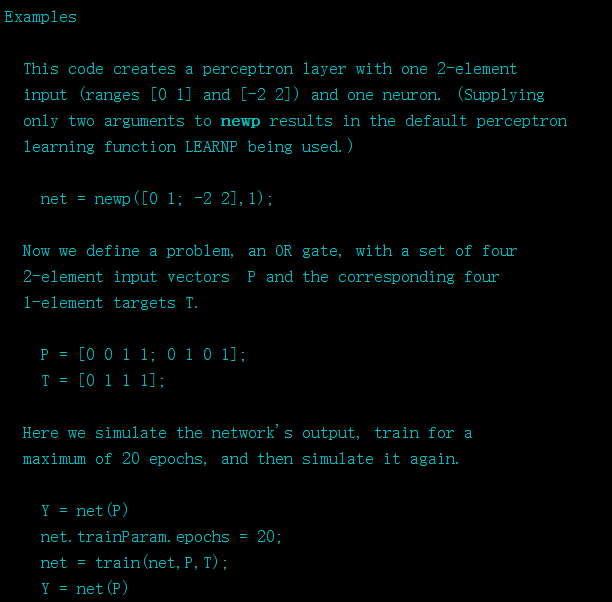 Examples
This code creates a perceptron layer with one 2-element
input (ranges [0 1] and [-2 2]) and one neuron. (Supplying
only two arguments to newp results in the default perceptron
learning function LEARNP being used.)
net = newp([0 1; -2 2],1);
Now we define a problem, an OR gate, with a set of four
2-element input vectors P and the corresponding four
1-element targets T.
P = [0 0 1 1; 0 1 0 1];
T = [0 1 1 1];
Here we simulate the network's output, train for a
maximum of 20 epochs, and then simulate it again.
Y = net(P)
net.trainParam.epochs = 20;
net = train(net,P,T);
Y = net(P)